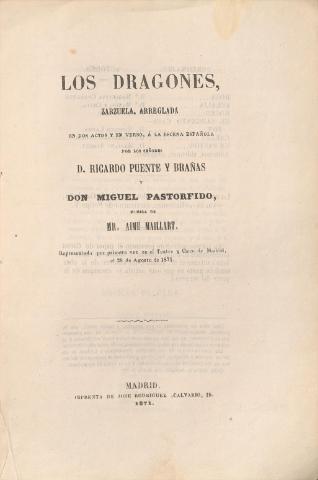 LOS DRAGONES,
ZARZUELA, ARREGLADA
EN DOS ACTOS Y EN VERSO, Á LA ESCENA ESPAÑOLA
POR LOS SEÑORES
D. RICARDO PUENTE Y BRAÑAS
Y
DON MIGUEL PASTORFIDO,
MÚSICA DE
MR. AIMÉ MAILLART.
Representada por primera vez en el Teatro y Circo de Madrid,
el 28 de Agosto de 1871.
MADRID.
IMPRENTA DE JOSÉ RODRIGUEZ, CALVARIO, 18.
1871.